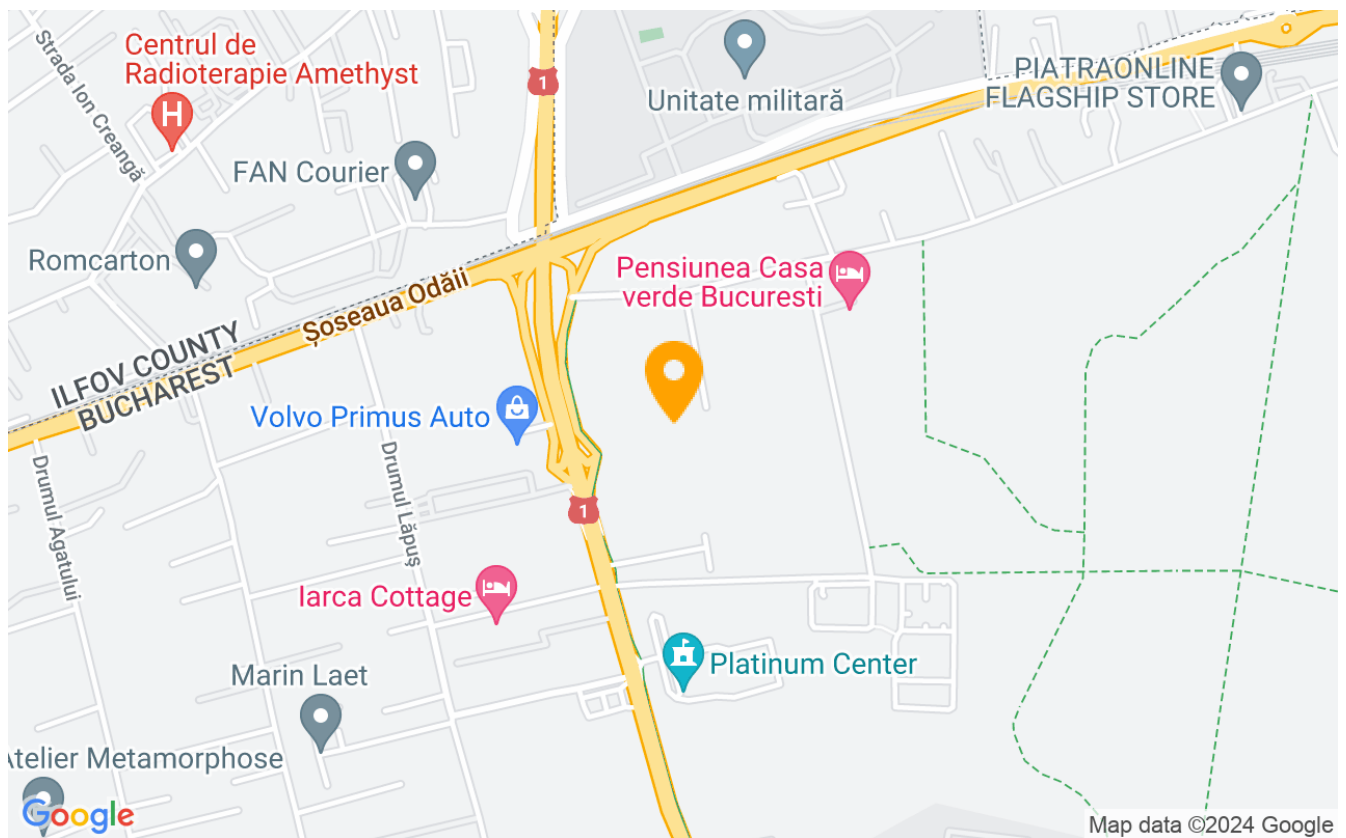 Strada Ion Creangă
Centrul de
Radioterapie Amethyst
1
Unitate militară
PIATRAONLINE
FLAGSHIP STORE
H
FAN Courier
Romcarton
Șoseaua Odăii
Pensiunea Casa
verde Bucuresti
ILFOV COUNTY
BUCHAREST
Volvo Primus Auto
Drumul Agatului
Drumul Lăpuș
1
Iarca Cottage
Platinum Center
Marin Laet
Atelier Metamorphose
Google
Map data ©2024 Google